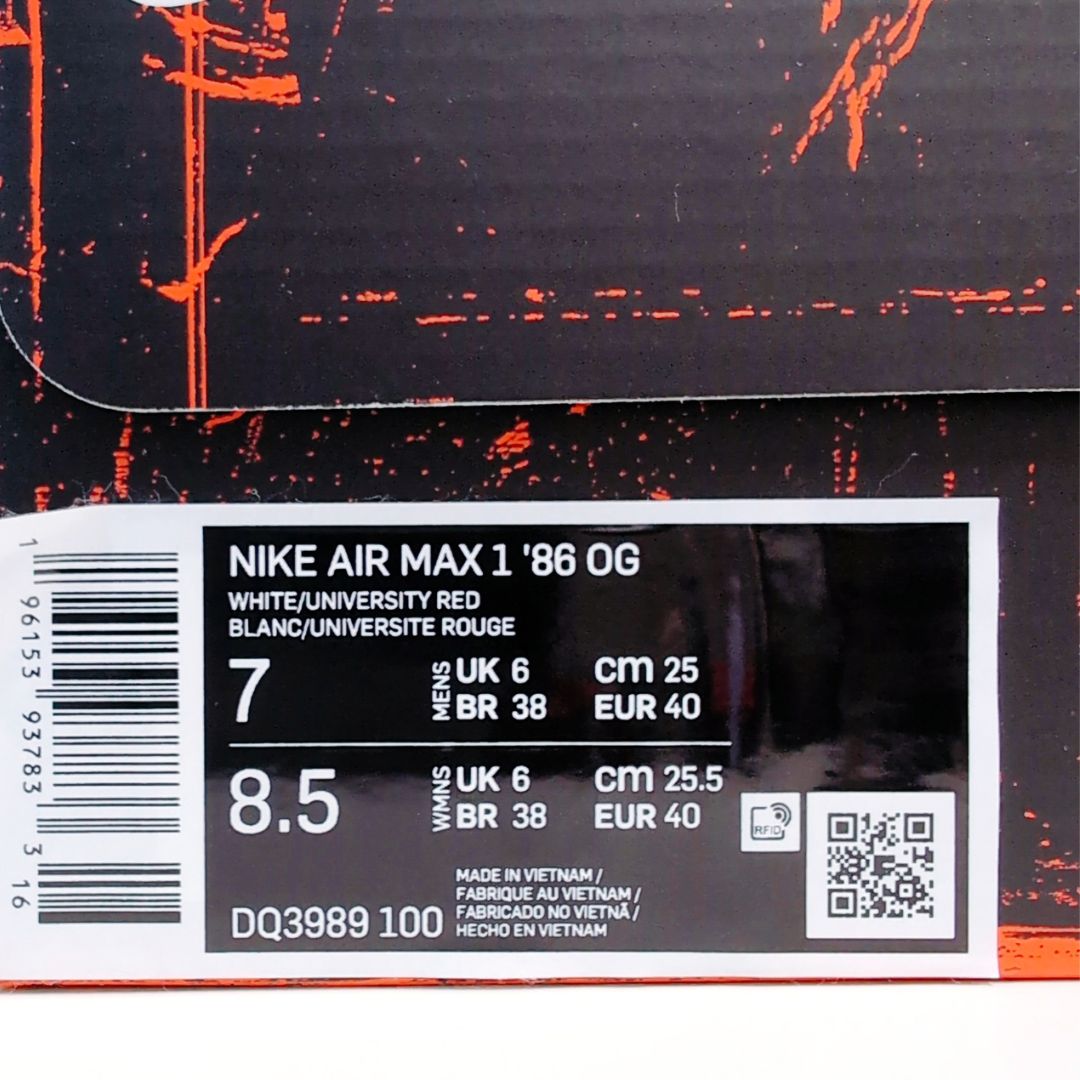 NIKE AIR MAX 1 '86 OG
WHITE/UNIVERSITY RED
BLANC/UNIVERSITE ROUGE
7 MENS UK 6 cm 25
BR 38 EUR 40
8.5 WMNS UK 6 cm 25.5
BR 38 EUR 40
RFID
MADE IN VIETNAM /
FABRIQUE AU VIETNAM /
FABRICADO NO VIETNÃ /
HECHO EN VIETNAM
DQ3989 100
1 96153 93783 3 16